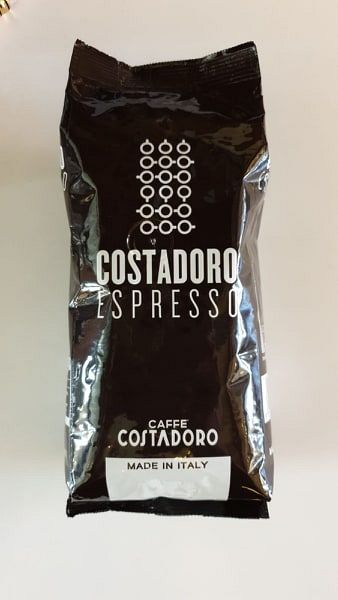 COSTADORO
ESPRESSO
CAFFE
COSTADORO
MADE IN ITALY